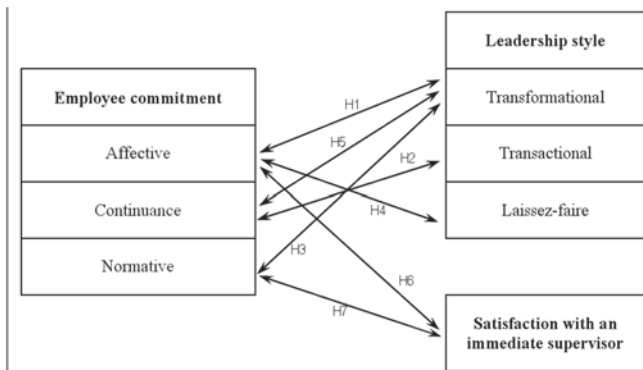 Leadership style
Employee commitment
Transformational
H1
H5
Affective
Transactional
H2
Continuance
Laissez-faire
H4
H3
Normative
H6
H7
Satisfaction with an
immediate supervisor